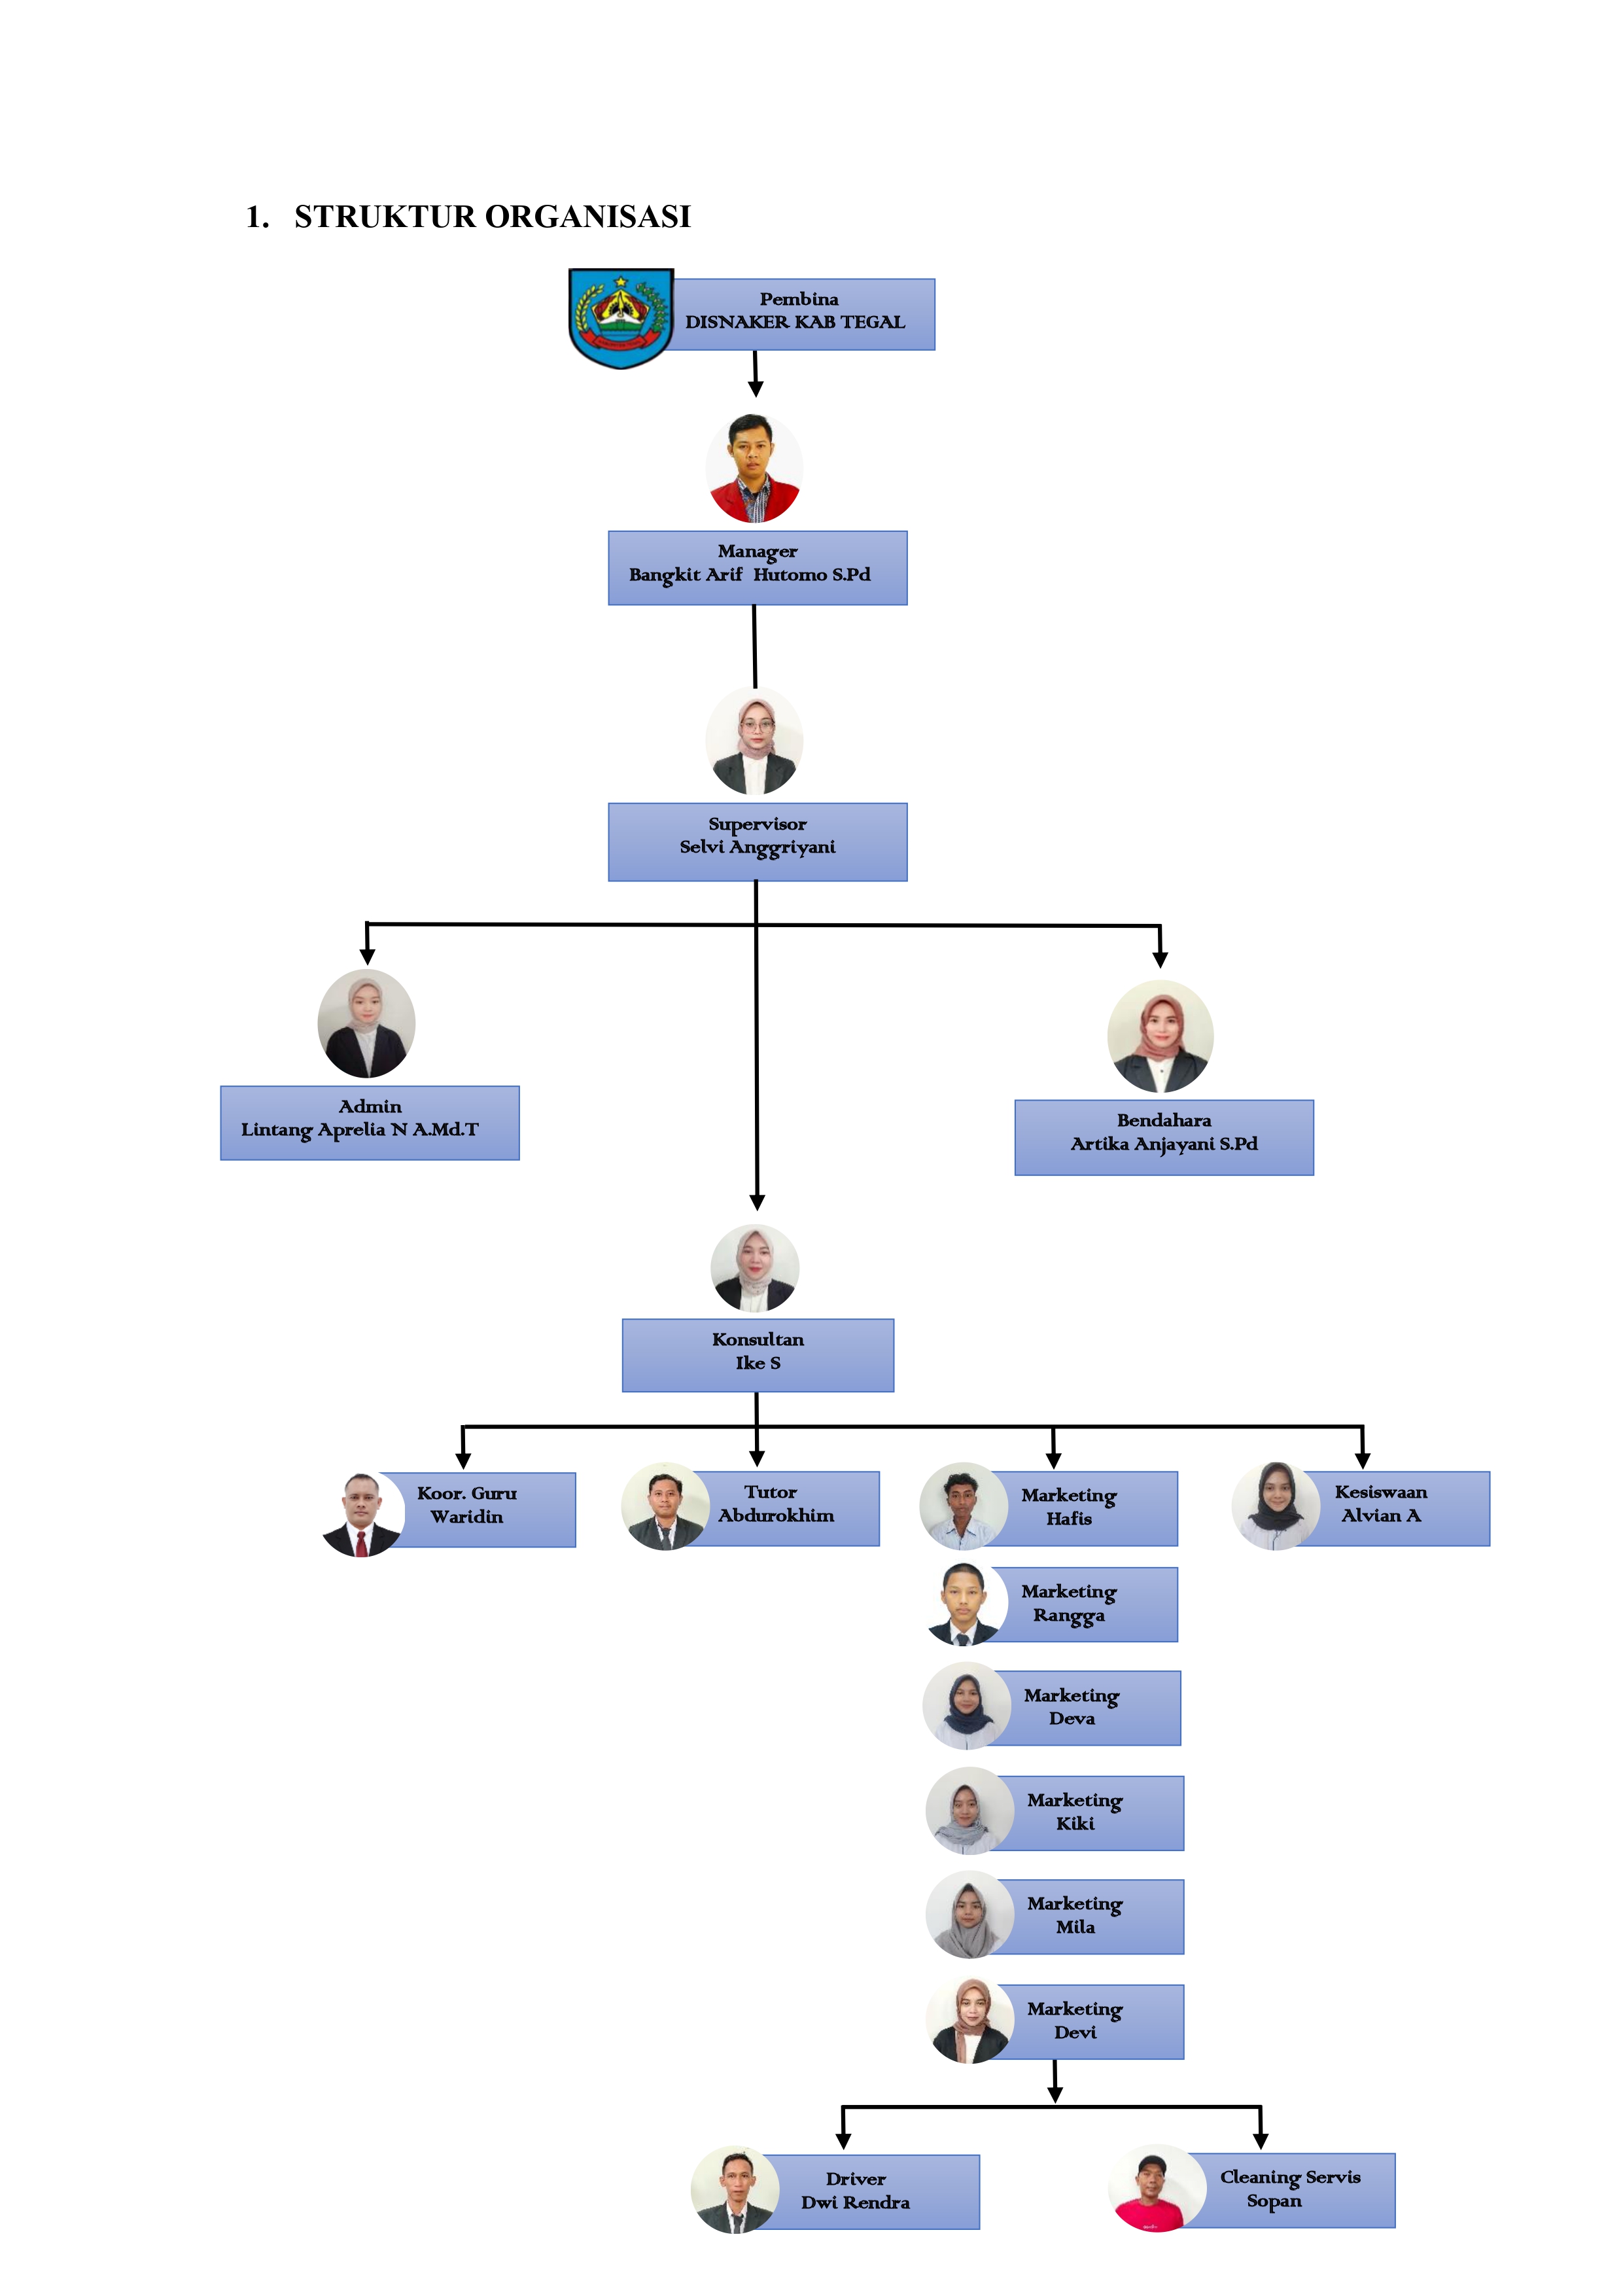 1. STRUKTUR ORGANISASI
Pembina
DISNAKER KAB TEGAL
Manager
Bangkit Arif Hutomo S.Pd
Supervisor
Selvi Anggriyani
Admin
Lintang Aprelia N A.Md.T
Bendahara
Artika Anjayani S.Pd
Konsultan
Ike S
Koor. Guru
Waridin
Tutor
Abdurokhim
Marketing
Hafis
Kesiswaan
Alvian A
Marketing
Rangga
Marketing
Deva
Marketing
Kiki
Marketing
Mila
Marketing
Devi
Driver
Dwi Rendra
Cleaning Servis
Sopan